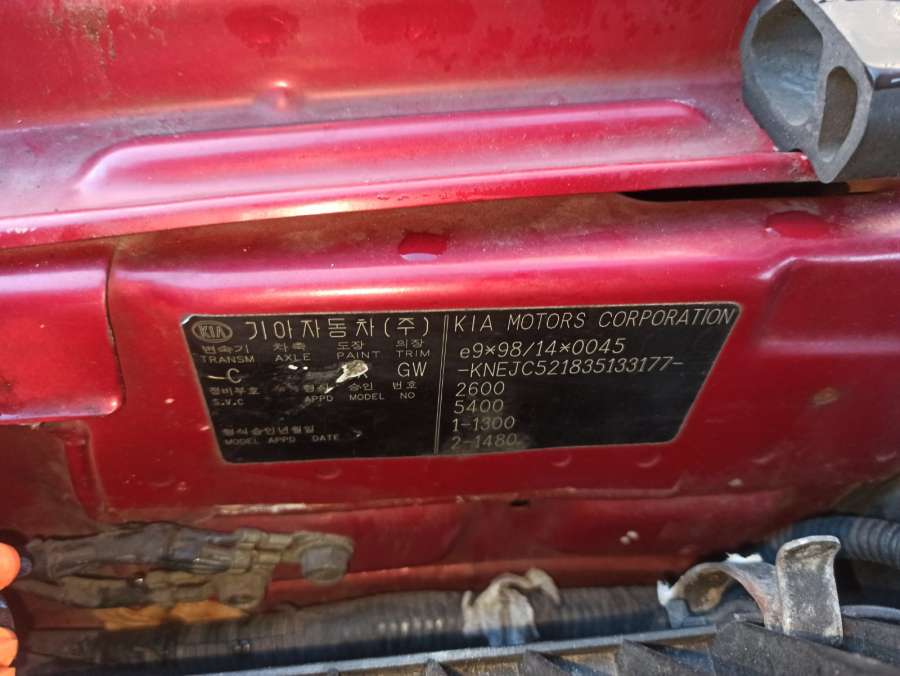 KIA 기아자동차(주)
변속기 차축 도장 의장
TRANSM AXLE PAINT TRIM
-C GW
정비부호 형식 승인 번호
S.V.C APPD MODEL NO
형식승인년월일
MODEL APPD DATE
KIA MOTORS CORPORATION
e9*98/14*0045
-KNEJC521835133177-
2600
5400
1-1300
2-1480